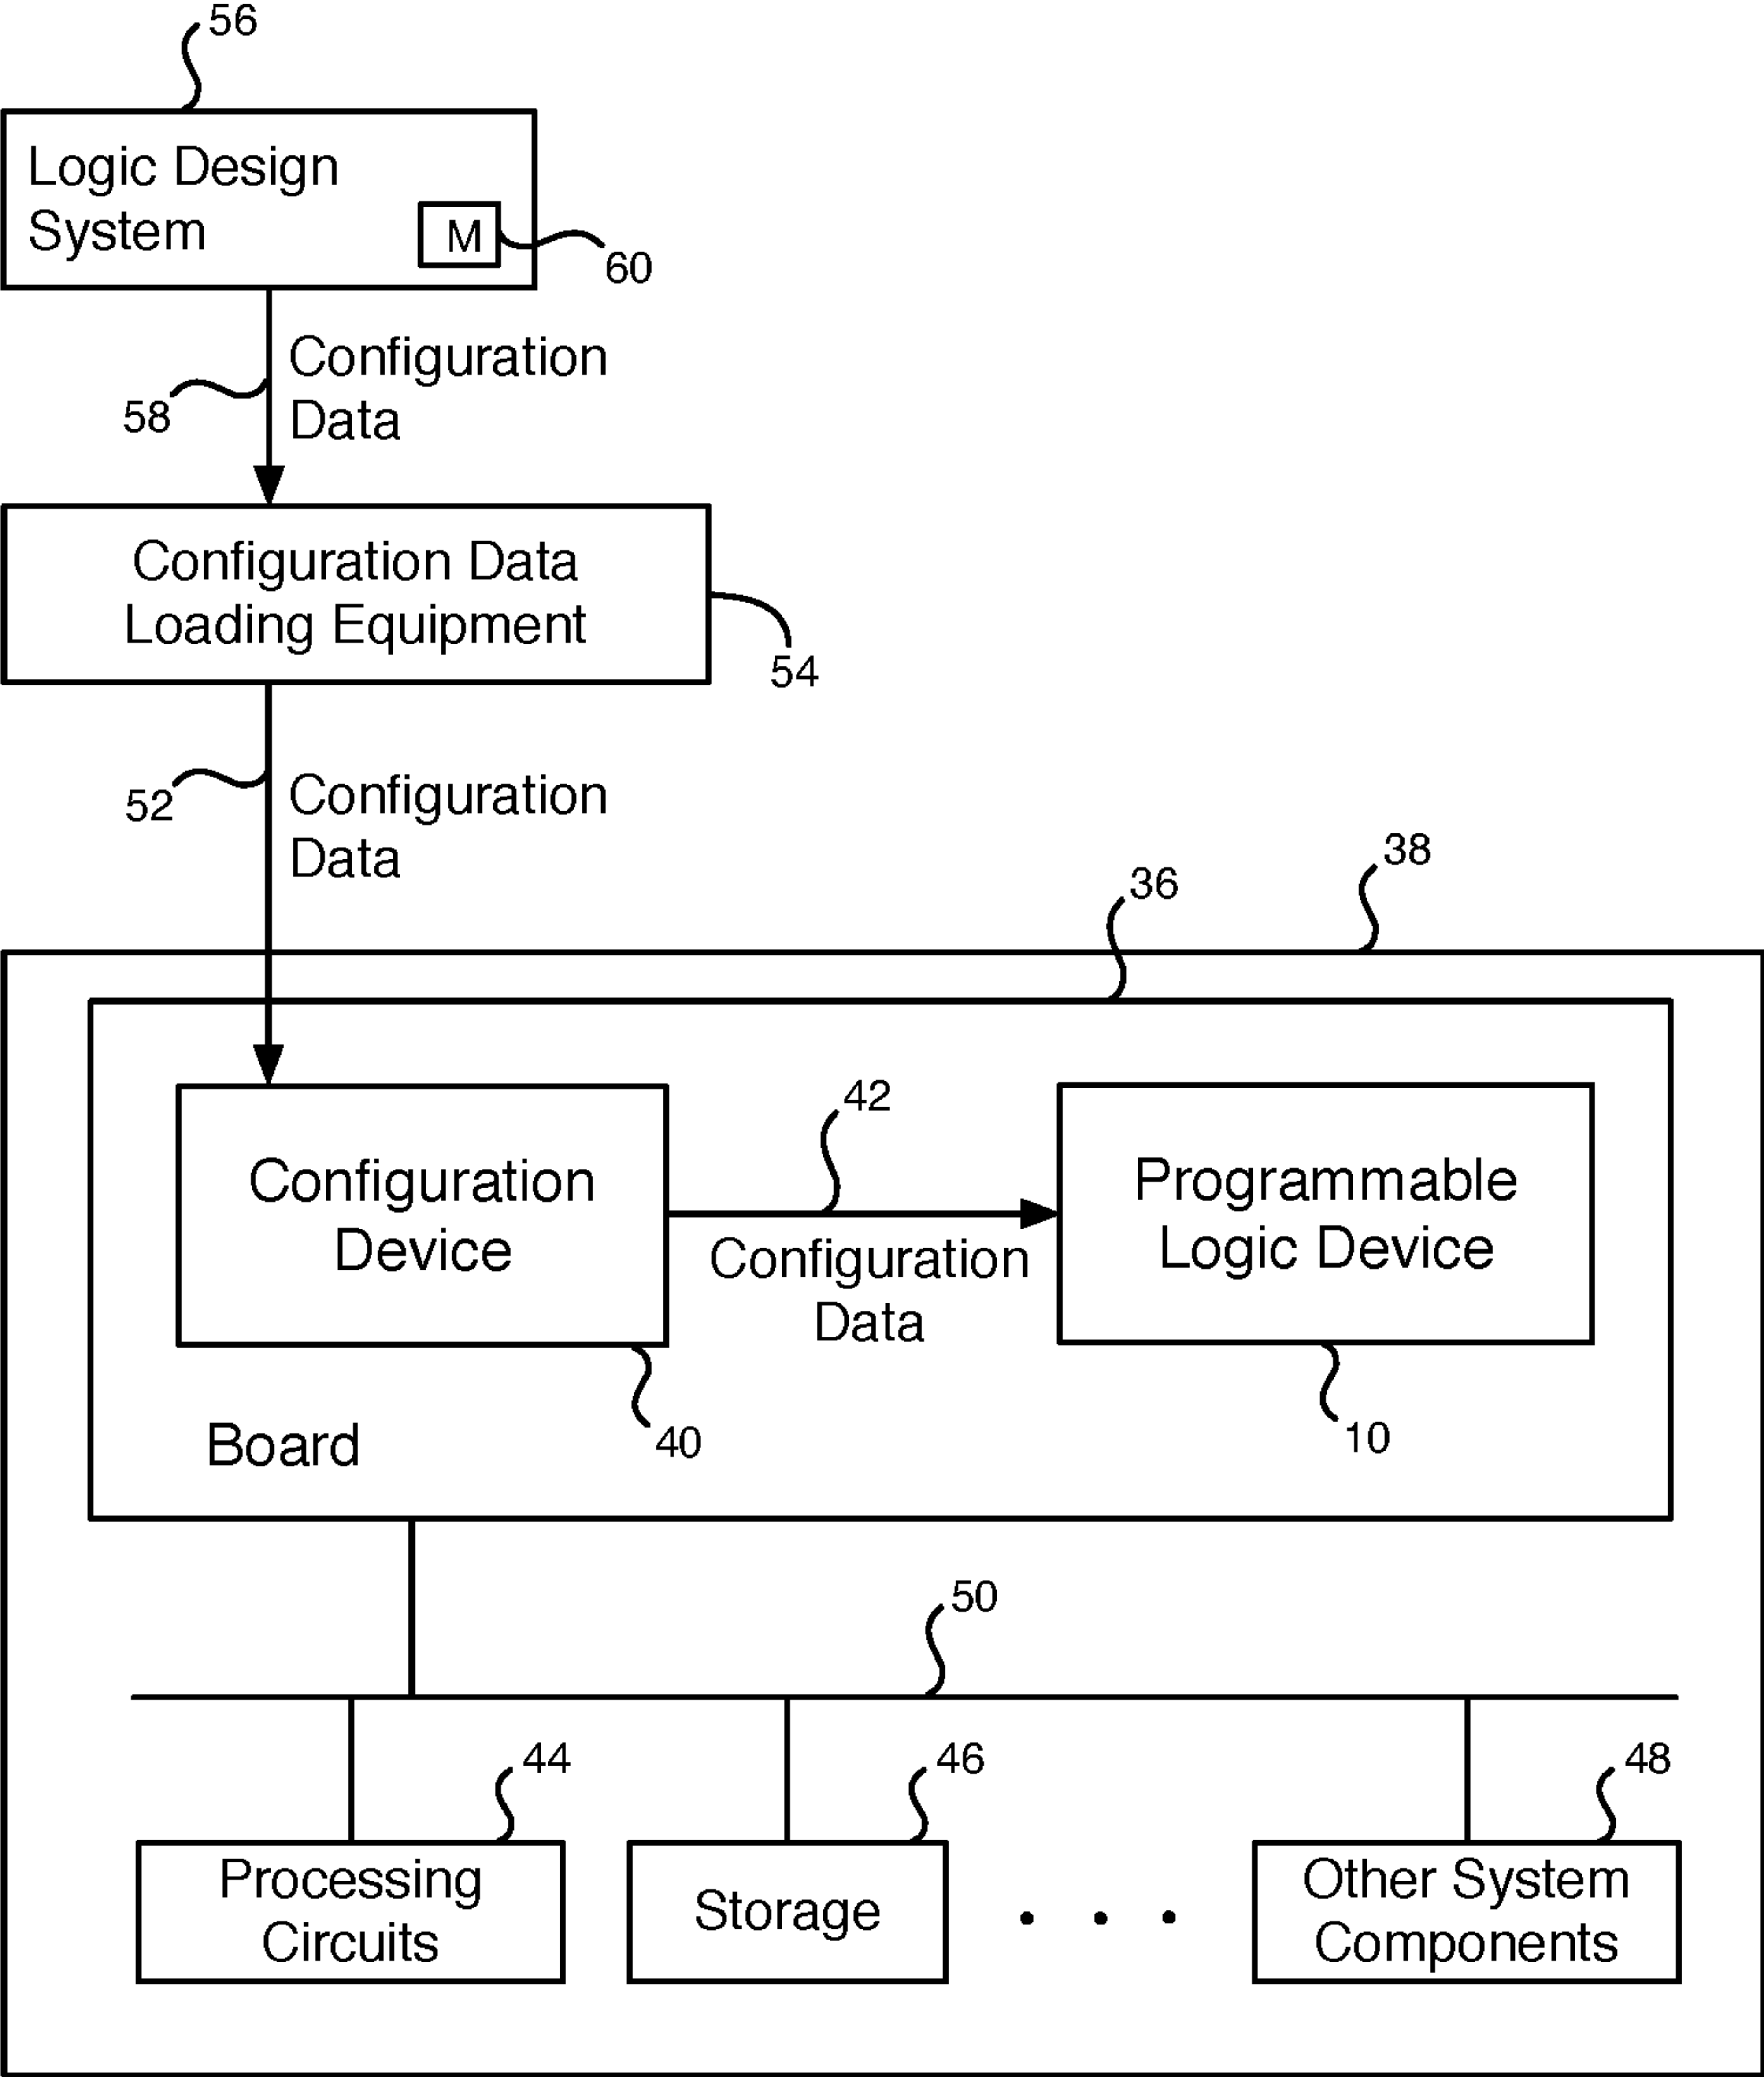 56
Logic Design
System
M
60
58
Configuration
Data
Configuration Data
Loading Equipment
54
52
Configuration
Data
38
36
42
Configuration
Device
Programmable
Logic Device
Configuration
Data
40
10
Board
50
44
46
48
Processing
Circuits
Storage
. . .
Other System
Components